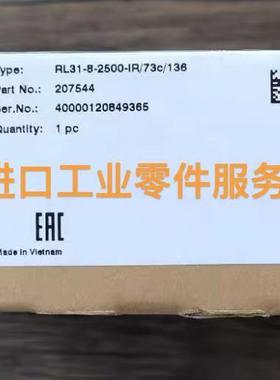 Type: RL31-8-2500-IR/73c/136
Part No.: 207544
Ser.No.: 40000120849365
Quantity: 1 pc
进口工业零件服务
EAC
Made in Vietnam